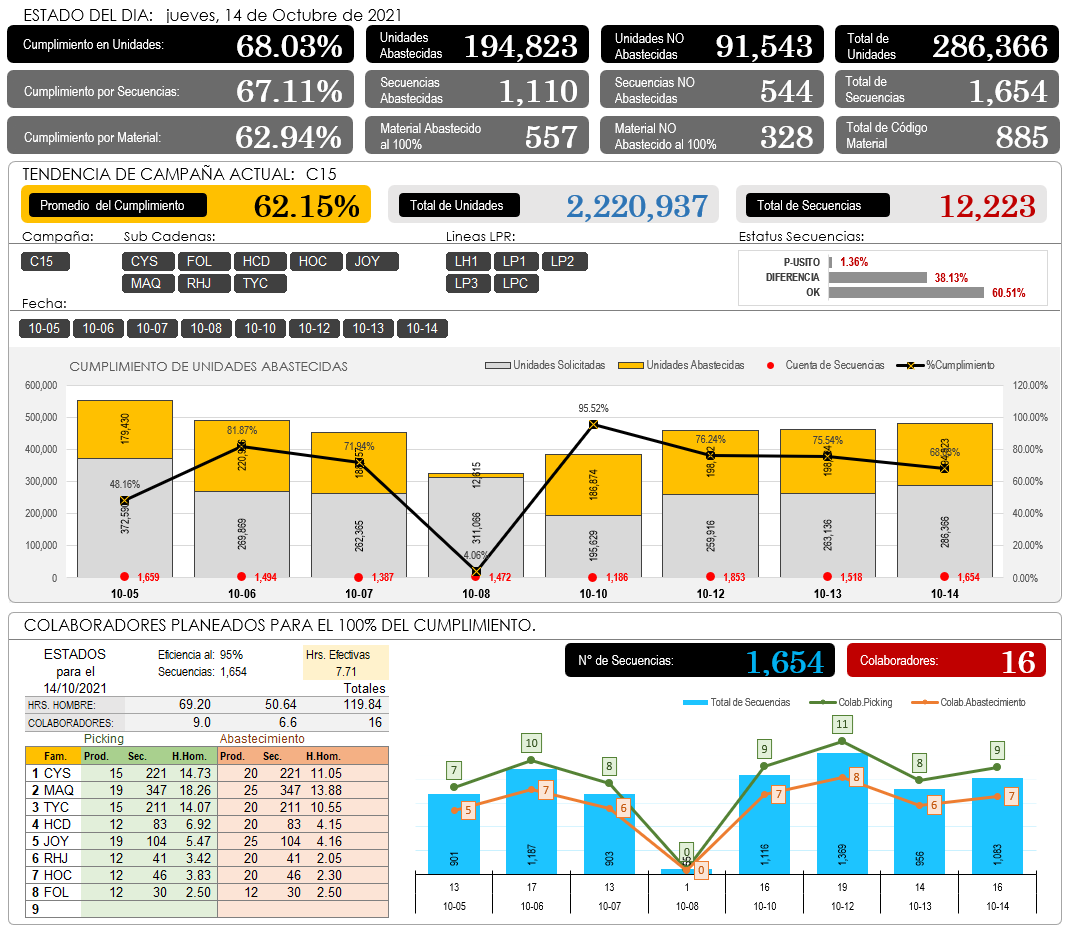 ESTADO DEL DIA: jueves, 14 de Octubre de 2021
Cumplimiento en Unidades: 68.03%
Unidades Abastecidas 194,823
Unidades NO Abastecidas 91,543
Total de Unidades 286,366
Cumplimiento por Secuencias: 67.11%
Secuencias Abastecidas 1,110
Secuencias NO Abastecidas 544
Total de Secuencias 1,654
Cumplimiento por Material: 62.94%
Material Abastecido al 100% 557
Material NO Abastecido al 100% 328
Total de Código Material 885
TENDENCIA DE CAMPAÑA ACTUAL: C15
Promedio del Cumplimiento 62.15%
Total de Unidades 2,220,937
Total de Secuencias 12,223
Campaña:
C15
Sub Cadenas:
CYS FOL HCD HOC JOY
MAQ RHJ TYC
Lineas LPR:
LH1 LP1 LP2
LP3 LPC
Estatus Secuencias:
P-USITO 1.36%
DIFERENCIA 38.13%
OK 60.51%
Fecha:
10-05 10-06 10-07 10-08 10-10 10-12 10-13 10-14
CUMPLIMIENTO DE UNIDADES ABASTECIDAS
Unidades Solicitadas Unidades Abastecidas Cuenta de Secuencias %Cumplimiento
600,000
500,000
400,000
300,000
200,000
100,000
0
120.00%
100.00%
80.00%
60.00%
40.00%
20.00%
0.00%
179,430 12,615 186,874
48.16% 81.87% 71.94% 4.06% 95.52% 76.24% 75.54%
269,869 262,365 311,066 195,629 259,916 263,136 286,366
1,659 1,494 1,387 1,472 1,186 1,853 1,518 1,654
10-05 10-06 10-07 10-08 10-10 10-12 10-13 10-14
COLABORADORES PLANEADOS PARA EL 100% DEL CUMPLIMIENTO.
ESTADOS
para el
14/10/2021
Eficiencia al: 95%
Secuencias: 1,654
Hrs. Efectivas
7.71
Totales
HRS. HOMBRE: 69.20 50.64 119.84
COLABORADORES: 9.0 6.6 16
Picking Abastecimiento
Fam. Prod. Sec. H.Hom. Prod. Sec. H.Hom.
1 CYS 15 221 14.73 20 221 11.05
2 MAQ 19 347 18.26 25 347 13.88
3 TYC 15 211 14.07 20 211 10.55
4 HCD 12 83 6.92 20 83 4.15
5 JOY 19 104 5.47 25 104 4.16
6 RHJ 12 41 3.42 20 41 2.05
7 HOC 12 46 3.83 20 46 2.30
8 FOL 12 30 2.50 12 30 2.50
9
N° de Secuencias: 1,654
Colaboradores: 16
Total de Secuencias Colab.Picking Colab.Abastecimiento
7 10 8 0 9 11 8 9
5 7 6 0 7 8 6 7
901 1,187 903 1,116 1,369 956 1,083
13 17 13 1 16 19 14 16
10-05 10-06 10-07 10-08 10-10 10-12 10-13 10-14